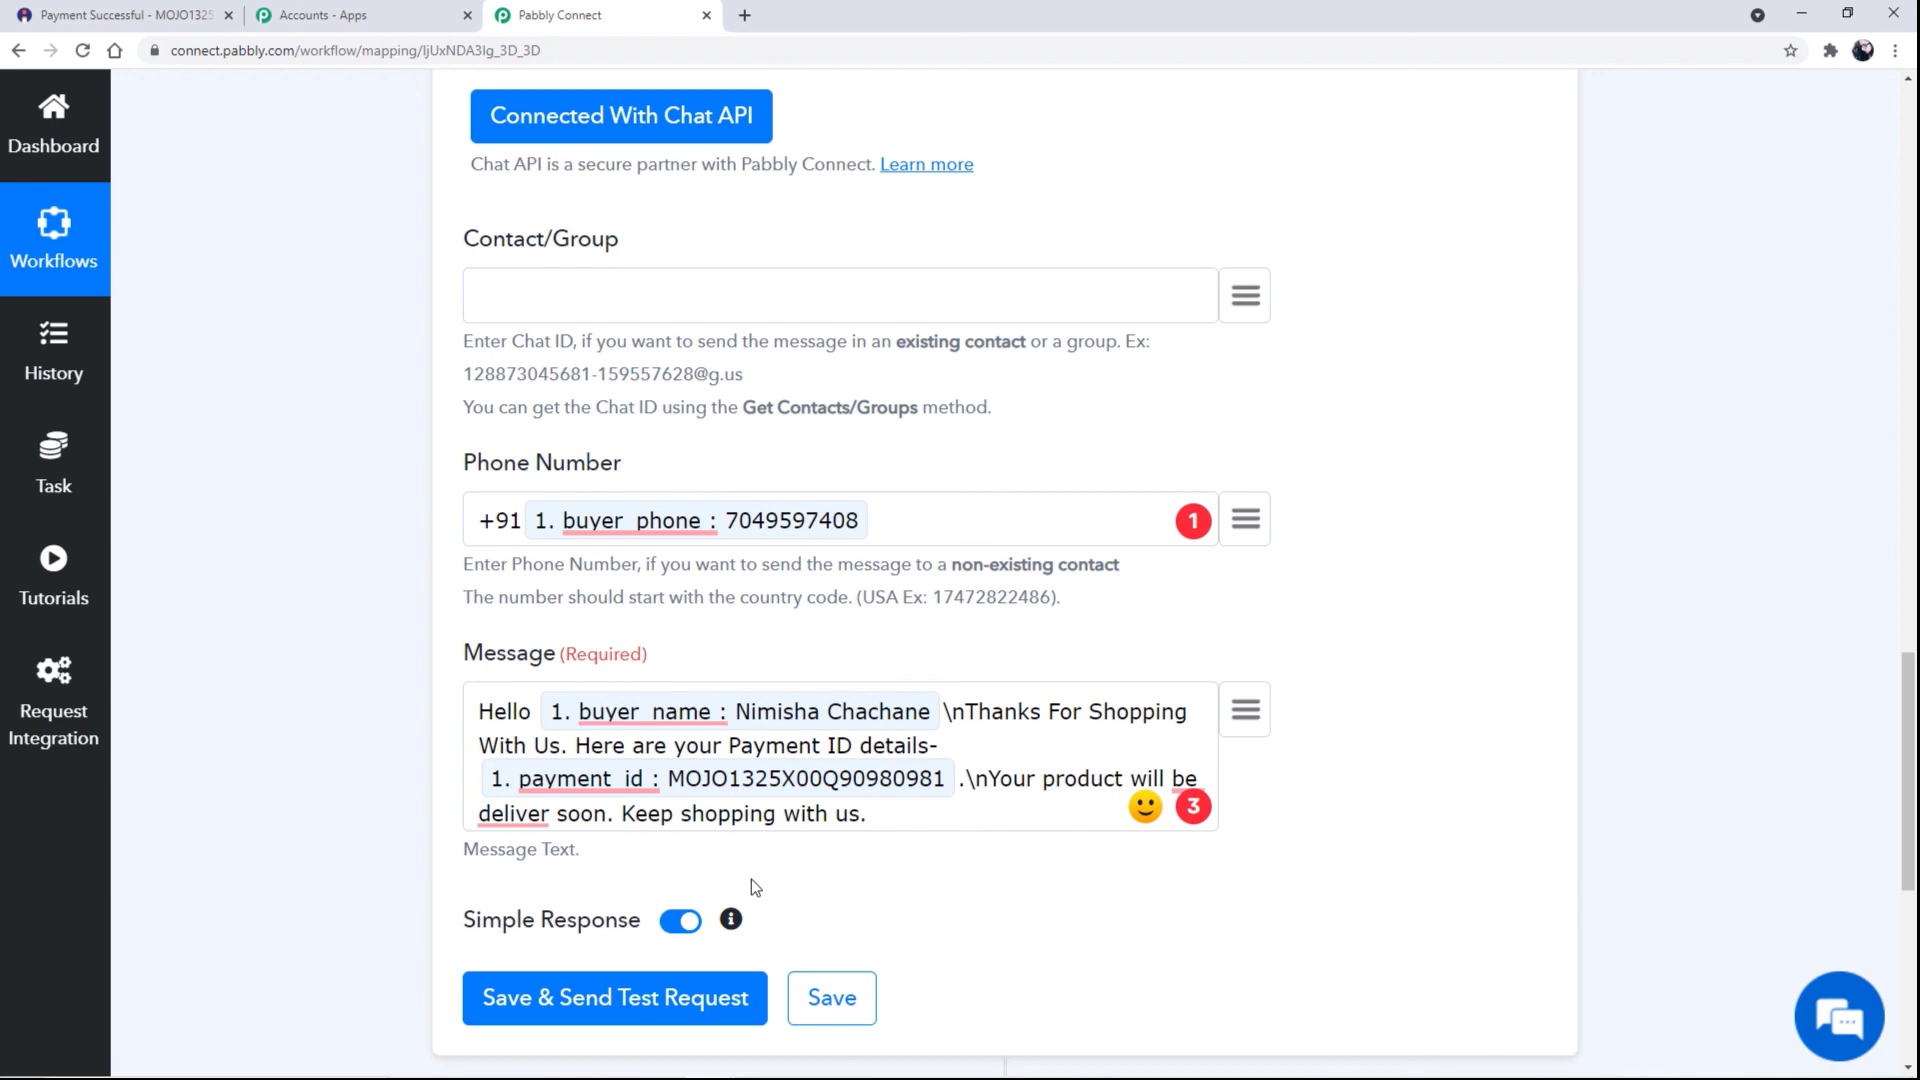 Payment Successful - MOJO1325
Accounts - Apps
Pabbly Connect
connect.pabbly.com/workflow/mapping/IjUxNDA3Ig_3D_3D
Dashboard
Workflows
History
Task
Tutorials
Request
Integration
Connected With Chat API
Chat API is a secure partner with Pabbly Connect. Learn more
Contact/Group
Enter Chat ID, if you want to send the message in an existing contact or a group. Ex:
128873045681-159557628@g.us
You can get the Chat ID using the Get Contacts/Groups method.
Phone Number
+91 1. buyer_phone : 7049597408
1
Enter Phone Number, if you want to send the message to a non-existing contact
The number should start with the country code. (USA Ex: 17472822486).
Message (Required)
Hello 1. buyer_name : Nimisha Chachane \nThanks For Shopping
With Us. Here are your Payment ID details-
1. payment_id : MOJO1325X00Q90980981 .\nYour product will be
deliver soon. Keep shopping with us.
3
Message Text.
Simple Response
Save & Send Test Request
Save